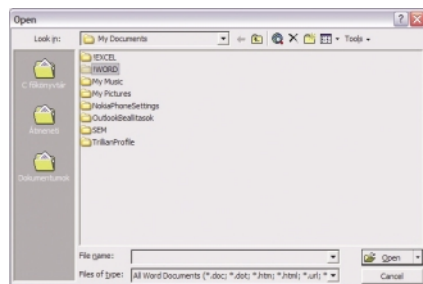 Open
Look in: My Documents Tools
!EXCEL
!WORD
My Music
My Pictures
NokiaPhoneSettings
OutlookBeallitasok
SEM
TrillianProfile
C főkönyvtár
Átmeneti
Dokumentumok
File name: Open
Files of type: All Word Documents (*.doc; *.dot; *.htm; *.html; *.url; * Cancel